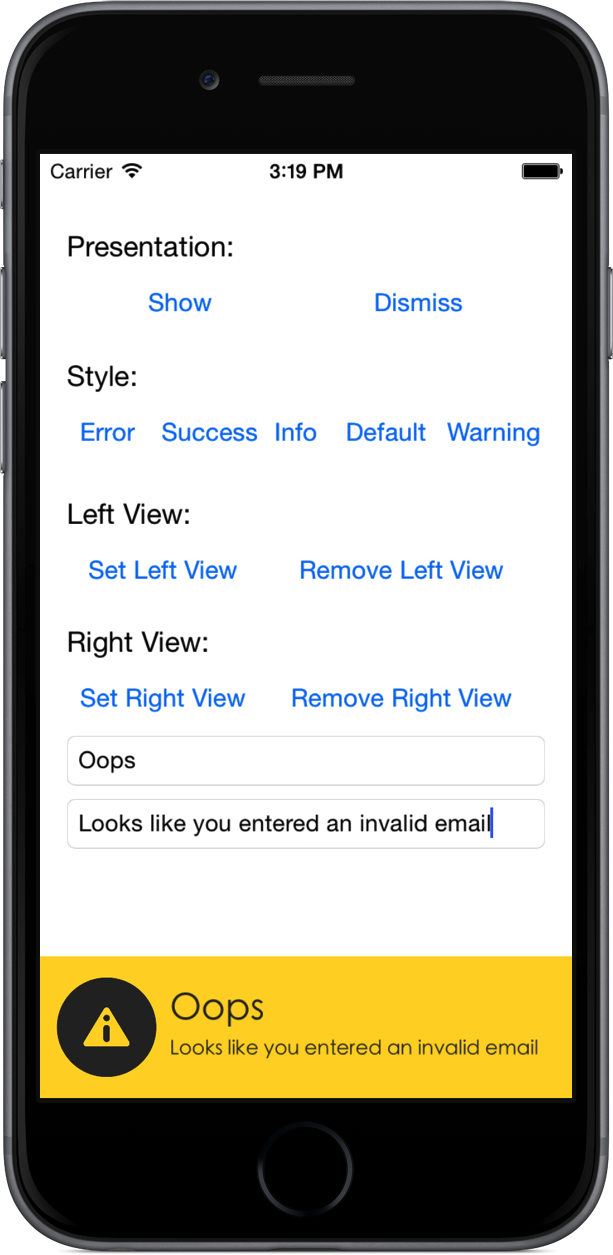 Carrier 3:19 PM
Presentation:
Show Dismiss
Style:
Error Success Info Default Warning
Left View:
Set Left View Remove Left View
Right View:
Set Right View Remove Right View
Oops
Looks like you entered an invalid email
Oops
Looks like you entered an invalid email